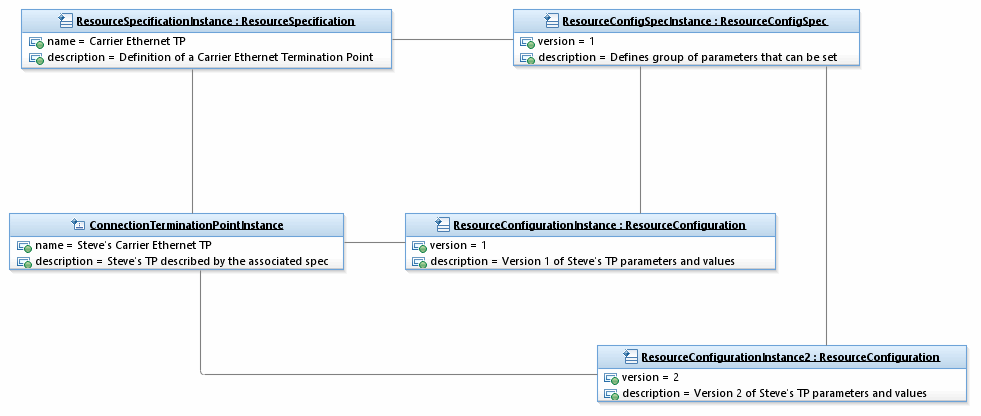 ResourceSpecificationInstance : ResourceSpecification
name = Carrier Ethernet TP
description = Definition of a Carrier Ethernet Termination Point
ResourceConfigSpecInstance : ResourceConfigSpec
version = 1
description = Defines group of parameters that can be set
ConnectionTerminationPointInstance
name = Steve's Carrier Ethernet TP
description = Steve's TP described by the associated spec
ResourceConfigurationInstance : ResourceConfiguration
version = 1
description = Version 1 of Steve's TP parameters and values
ResourceConfigurationInstance2 : ResourceConfiguration
version = 2
description = Version 2 of Steve's TP parameters and values